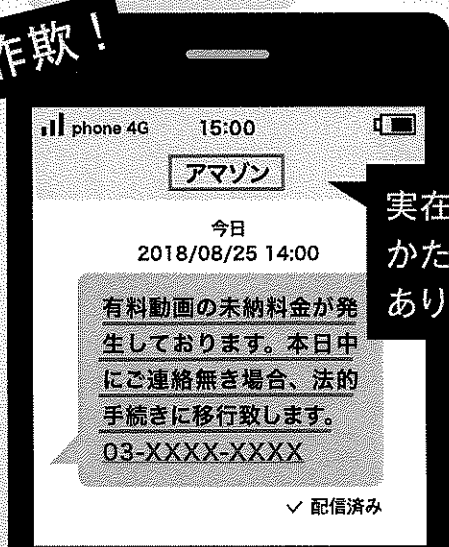 詐欺！
phone 4G 15:00
アマゾン
実在
かた
あり
今日
2018/08/25 14:00
有料動画の未納料金が発
生しております。本日中
にご連絡無き場合、法的
手続きに移行致します。
03-XXXX-XXXX
✓ 配信済み